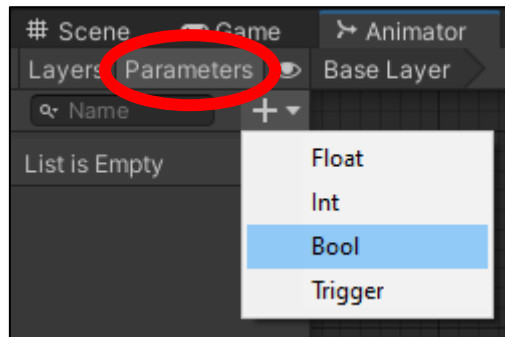 # Scene Game Animator
Layers Parameters Base Layer
Name
List is Empty
Float
Int
Bool
Trigger